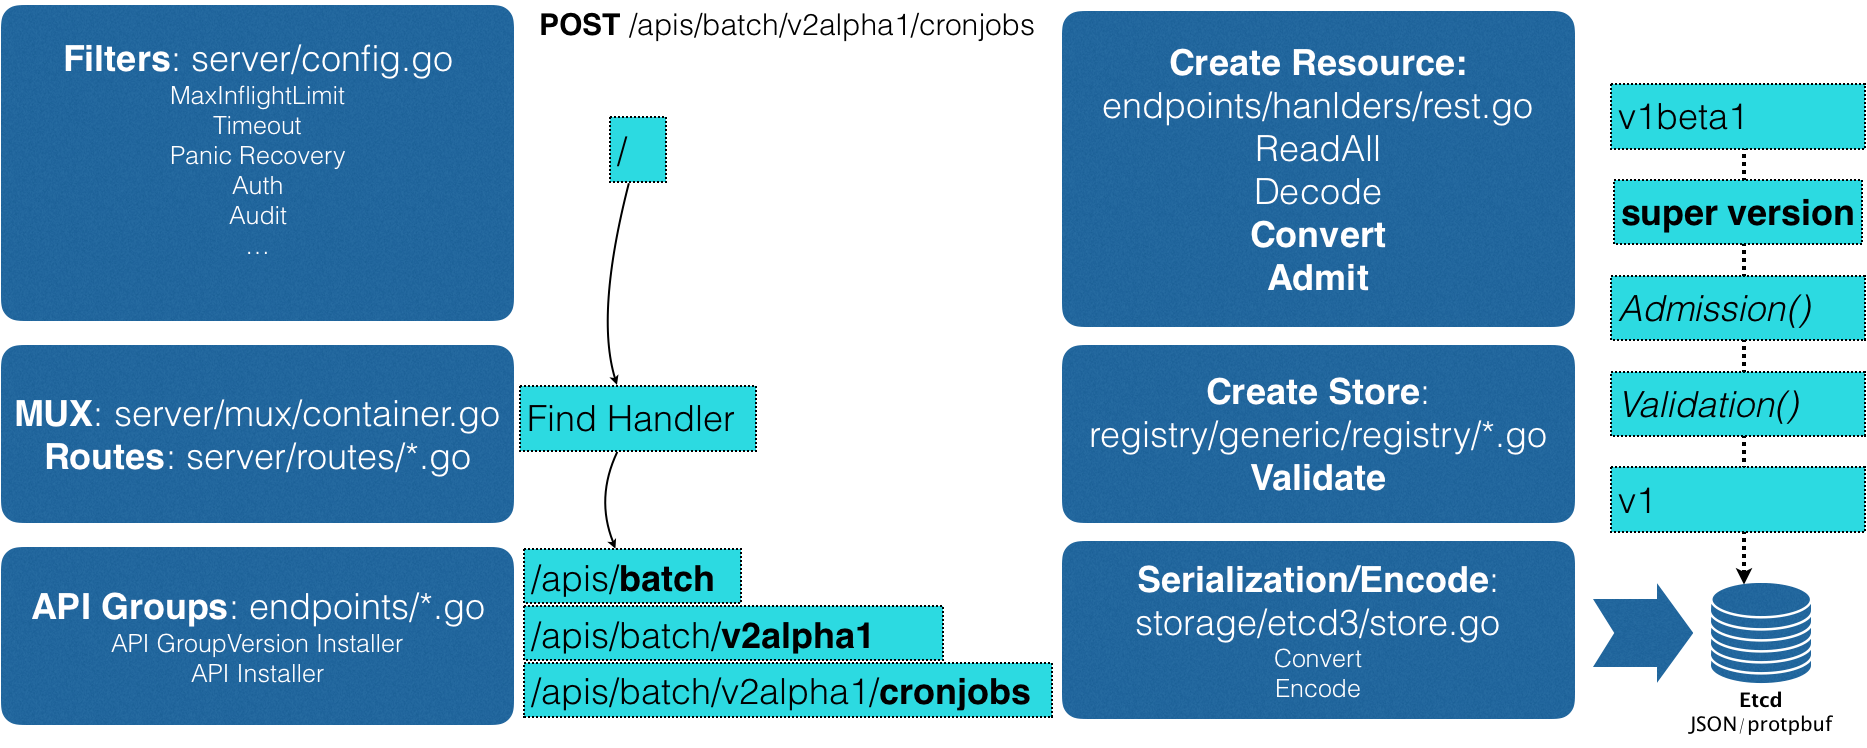 Filters: server/config.go
MaxInflightLimit
Timeout
Panic Recovery
Auth
Audit
...
MUX: server/mux/container.go
Routes: server/routes/*.go
API Groups: endpoints/*.go
API GroupVersion Installer
API Installer
POST /apis/batch/v2alpha1/cronjobs
/
Find Handler
/apis/batch
/apis/batch/v2alpha1
/apis/batch/v2alpha1/cronjobs
Create Resource:
endpoints/hanlders/rest.go
ReadAll
Decode
Convert
Admit
Create Store:
registry/generic/registry/*.go
Validate
Serialization/Encode:
storage/etcd3/store.go
Convert
Encode
v1beta1
super version
Admission()
Validation()
v1
Etcd
JSON/protpbuf